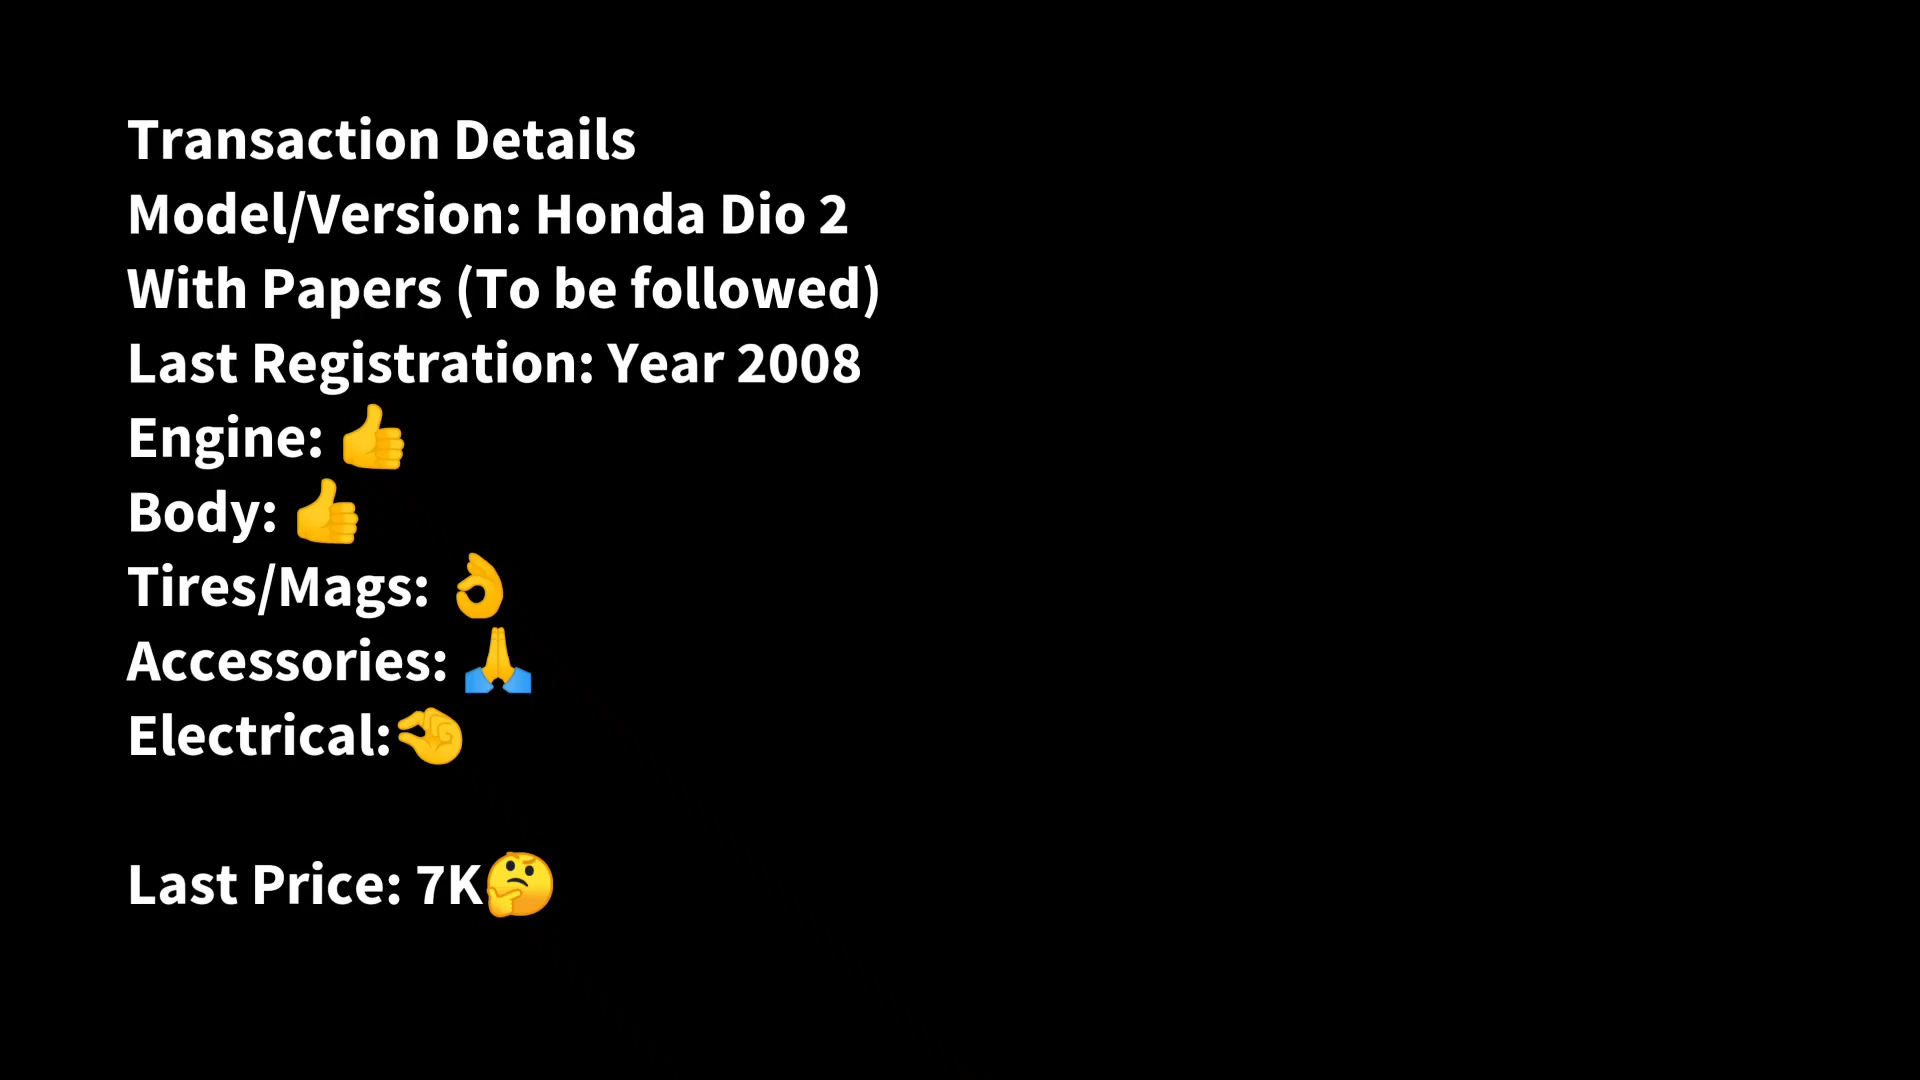 Transaction Details
Model/Version: Honda Dio 2
With Papers (To be followed)
Last Registration: Year 2008
Engine: 👍
Body: 👍
Tires/Mags: 👌
Accessories: 🙏
Electrical:🤏
Last Price: 7K🤔